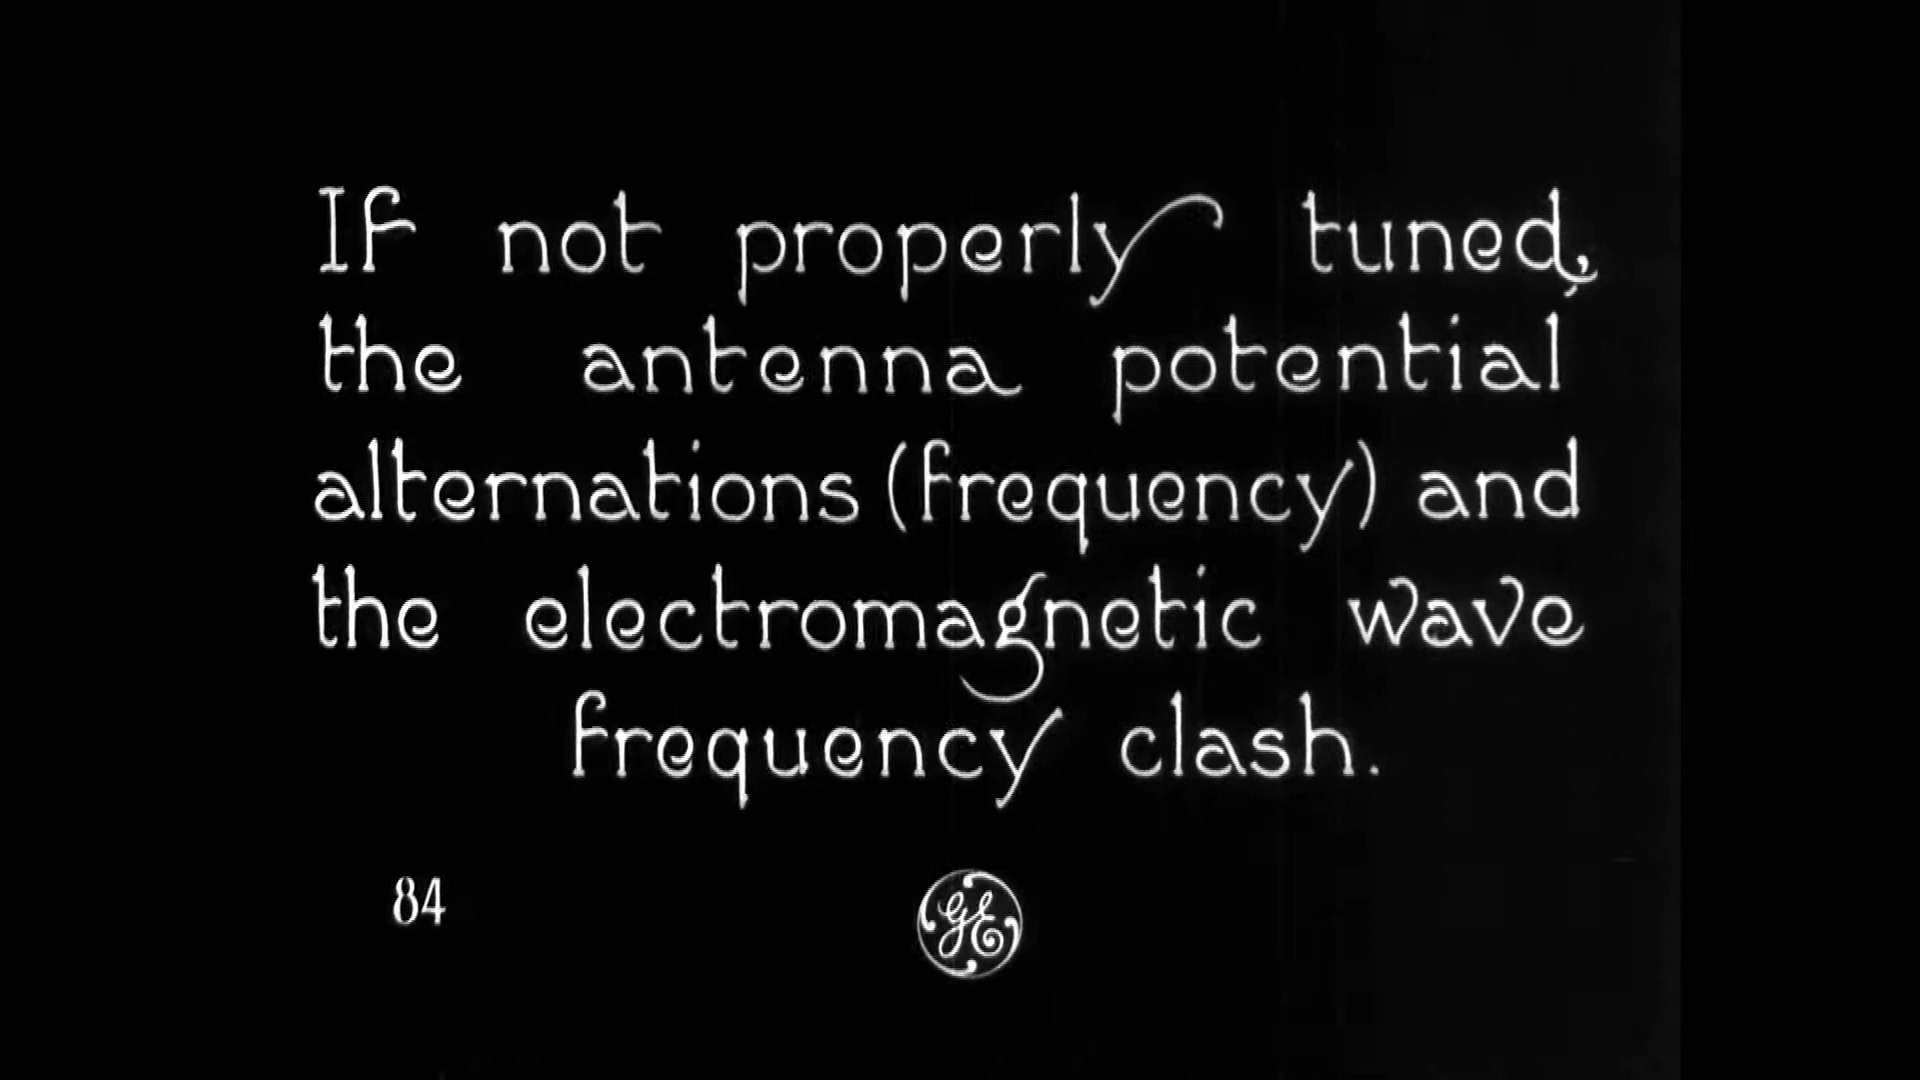 If not properly tuned,
the antenna potential
alternations (frequency) and
the electromagnetic wave
frequency clash.
84
GE